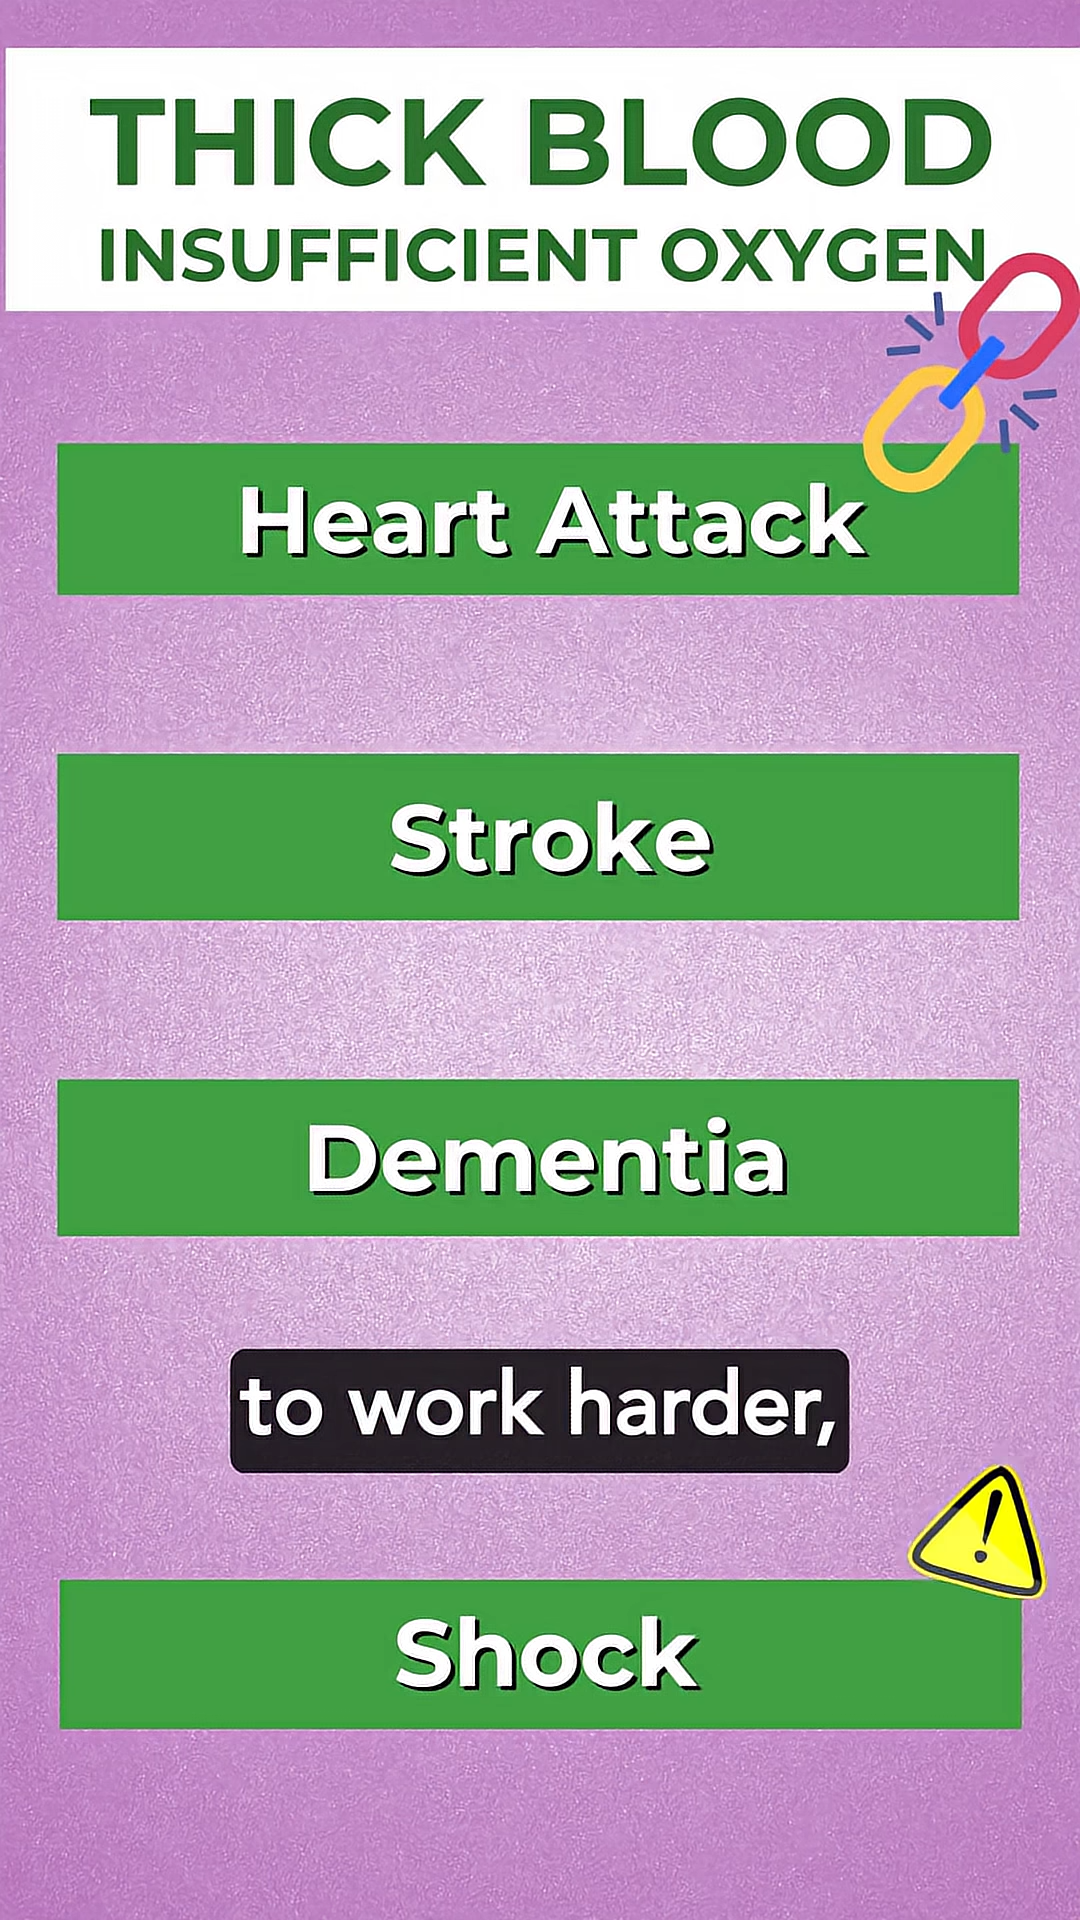 THICK BLOOD
INSUFFICIENT OXYGEN
Heart Attack
Stroke
Dementia
to work harder,
Shock